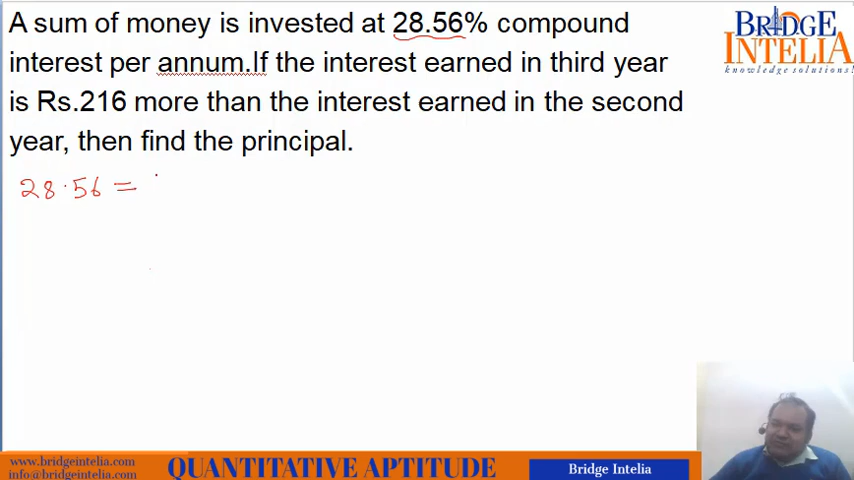 A sum of money is invested at 28.56% compound
interest per annum.If the interest earned in third year
is Rs.216 more than the interest earned in the second
year, then find the principal.
28.56 =
BRIDGE
INTELIA
knowledge solutions!
www.bridgeintelia.com
info@bridgeintelia.com
QUANTITATIVE APTITUDE
Bridge Intelia